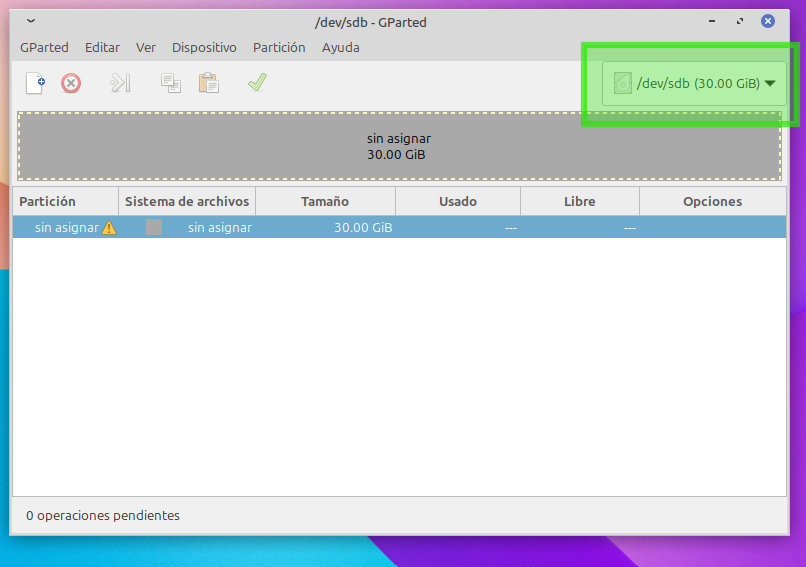 /dev/sdb - GParted
GParted Editar Ver Dispositivo Partición Ayuda
/dev/sdb (30.00 GiB)
sin asignar
30.00 GiB
Partición Sistema de archivos Tamaño Usado Libre Opciones
sin asignar sin asignar 30.00 GiB --- ---
0 operaciones pendientes